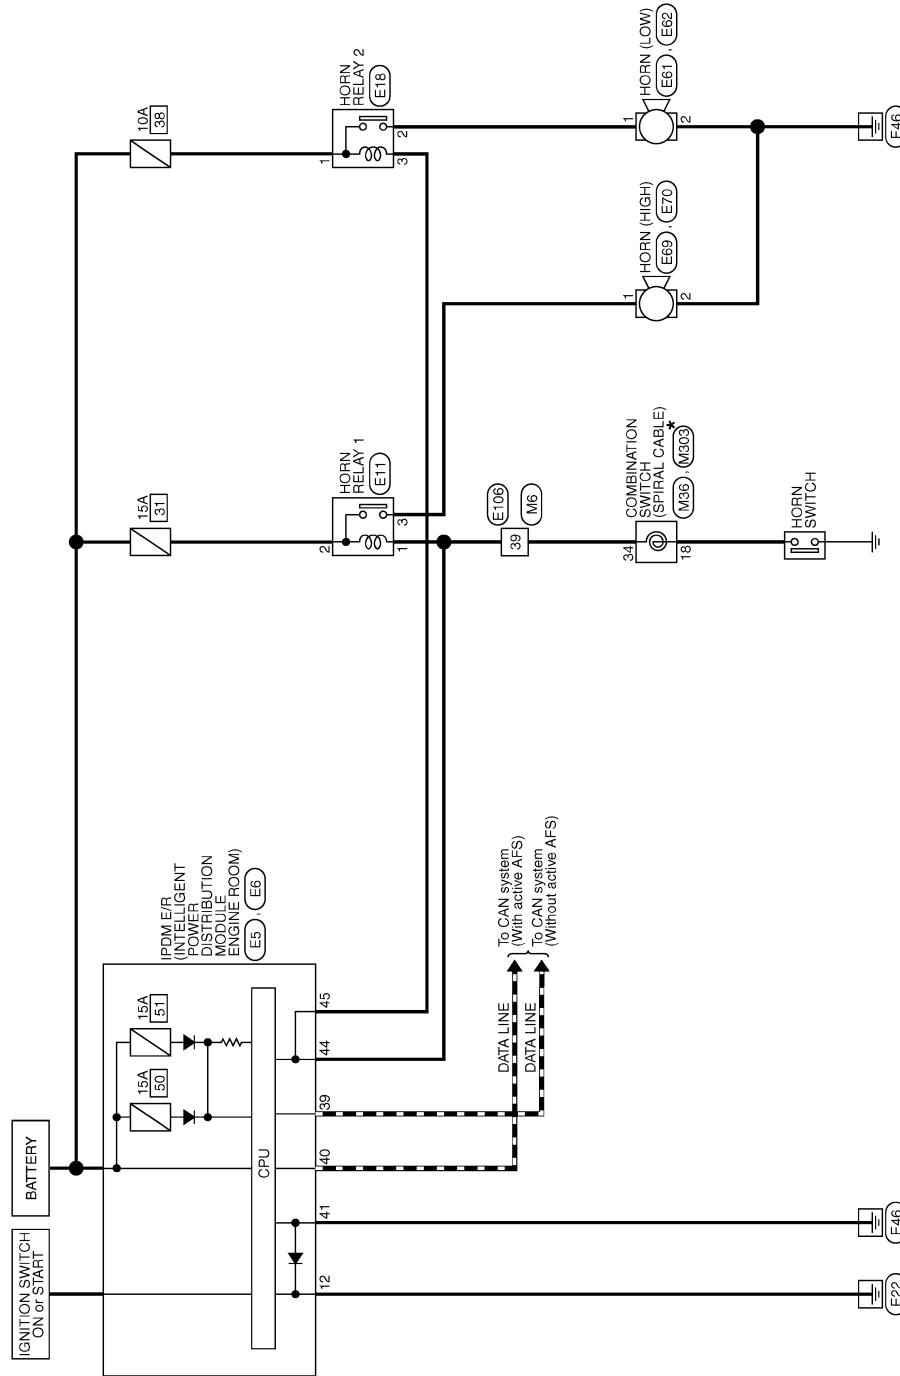 IGNITION SWITCH
ON or START
BATTERY
IPDM E/R
(INTELLIGENT
POWER
DISTRIBUTION
MODULE
ENGINE ROOM)
E5 , E6
15A
50
15A
51
CPU
12
41
40
39
44
45
DATA LINE
DATA LINE
To CAN system
(With active AFS)
To CAN system
(Without active AFS)
E22
E46
15A
31
HORN
RELAY 1
E11
2
1
3
E106
39
M6
COMBINATION
SWITCH
(SPIRAL CABLE)
M36 , M303 *
34
18
HORN
SWITCH
10A
38
HORN
RELAY 2
E18
1
3
2
HORN (HIGH)
E69 , E70
1
2
HORN (LOW)
E61 , E62
1
2
E46